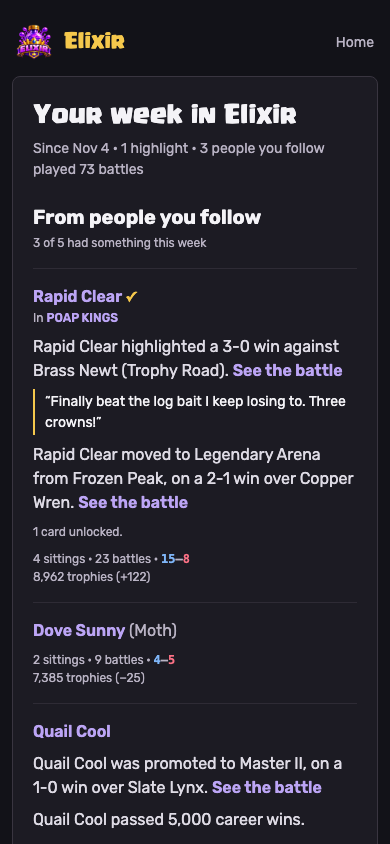 ELIXIR
Elixir
Home
Your week in Elixir
Since Nov 4 • 1 highlight • 3 people you follow
played 73 battles
From people you follow
3 of 5 had something this week
Rapid Clear ✓
In POAP KINGS
Rapid Clear highlighted a 3-0 win against
Brass Newt (Trophy Road). See the battle
“Finally beat the log bait I keep losing to. Three
crowns!”
Rapid Clear moved to Legendary Arena
from Frozen Peak, on a 2-1 win over Copper
Wren. See the battle
1 card unlocked.
4 sittings • 23 battles • 15–8
8,962 trophies (+122)
Dove Sunny (Moth)
2 sittings • 9 battles • 4–5
7,385 trophies (−25)
Quail Cool
Quail Cool was promoted to Master II, on a
1-0 win over Slate Lynx. See the battle
Quail Cool passed 5,000 career wins.